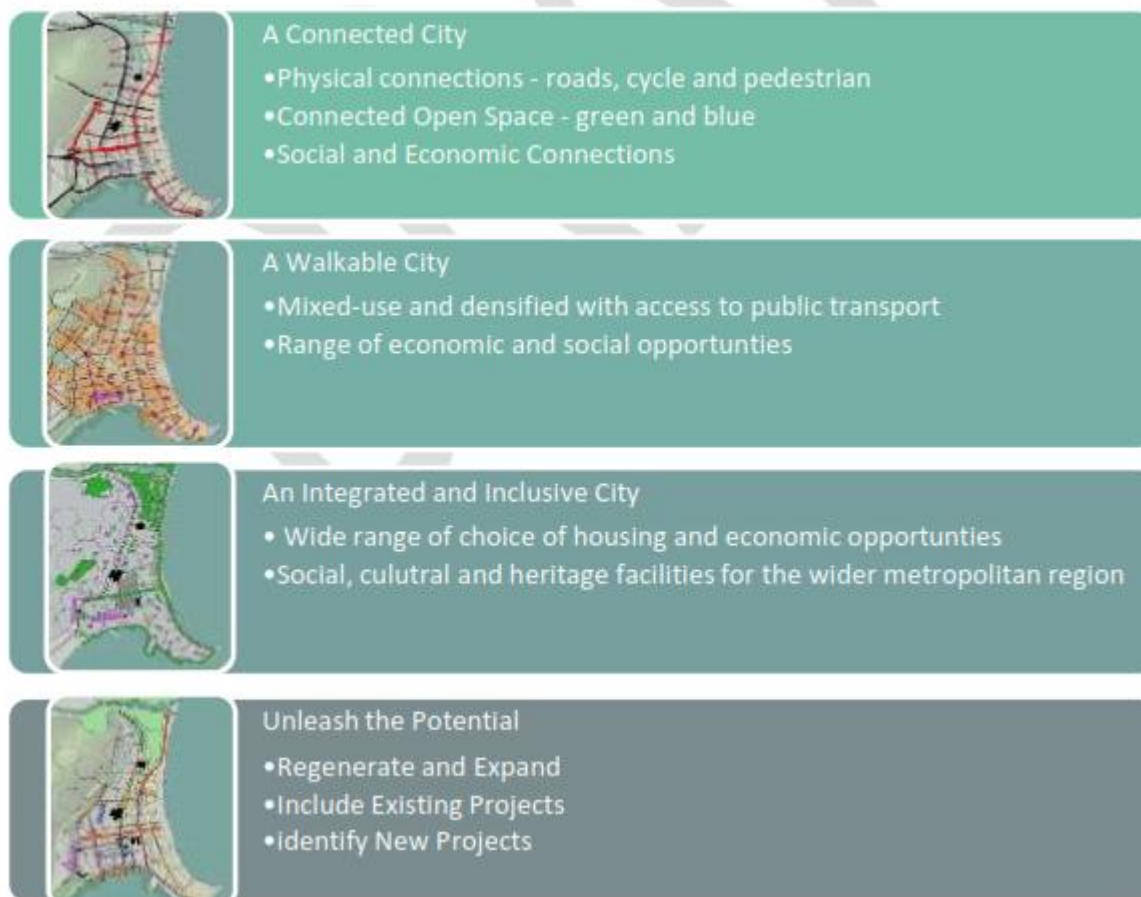 A Connected City
•Physical connections - roads, cycle and pedestrian
•Connected Open Space - green and blue
•Social and Economic Connections
A Walkable City
•Mixed-use and densified with access to public transport
•Range of economic and social opportunties
An Integrated and Inclusive City
• Wide range of choice of housing and economic opportunties
•Social, culutral and heritage facilities for the wider metropolitan region
Unleash the Potential
•Regenerate and Expand
•Include Existing Projects
•identify New Projects